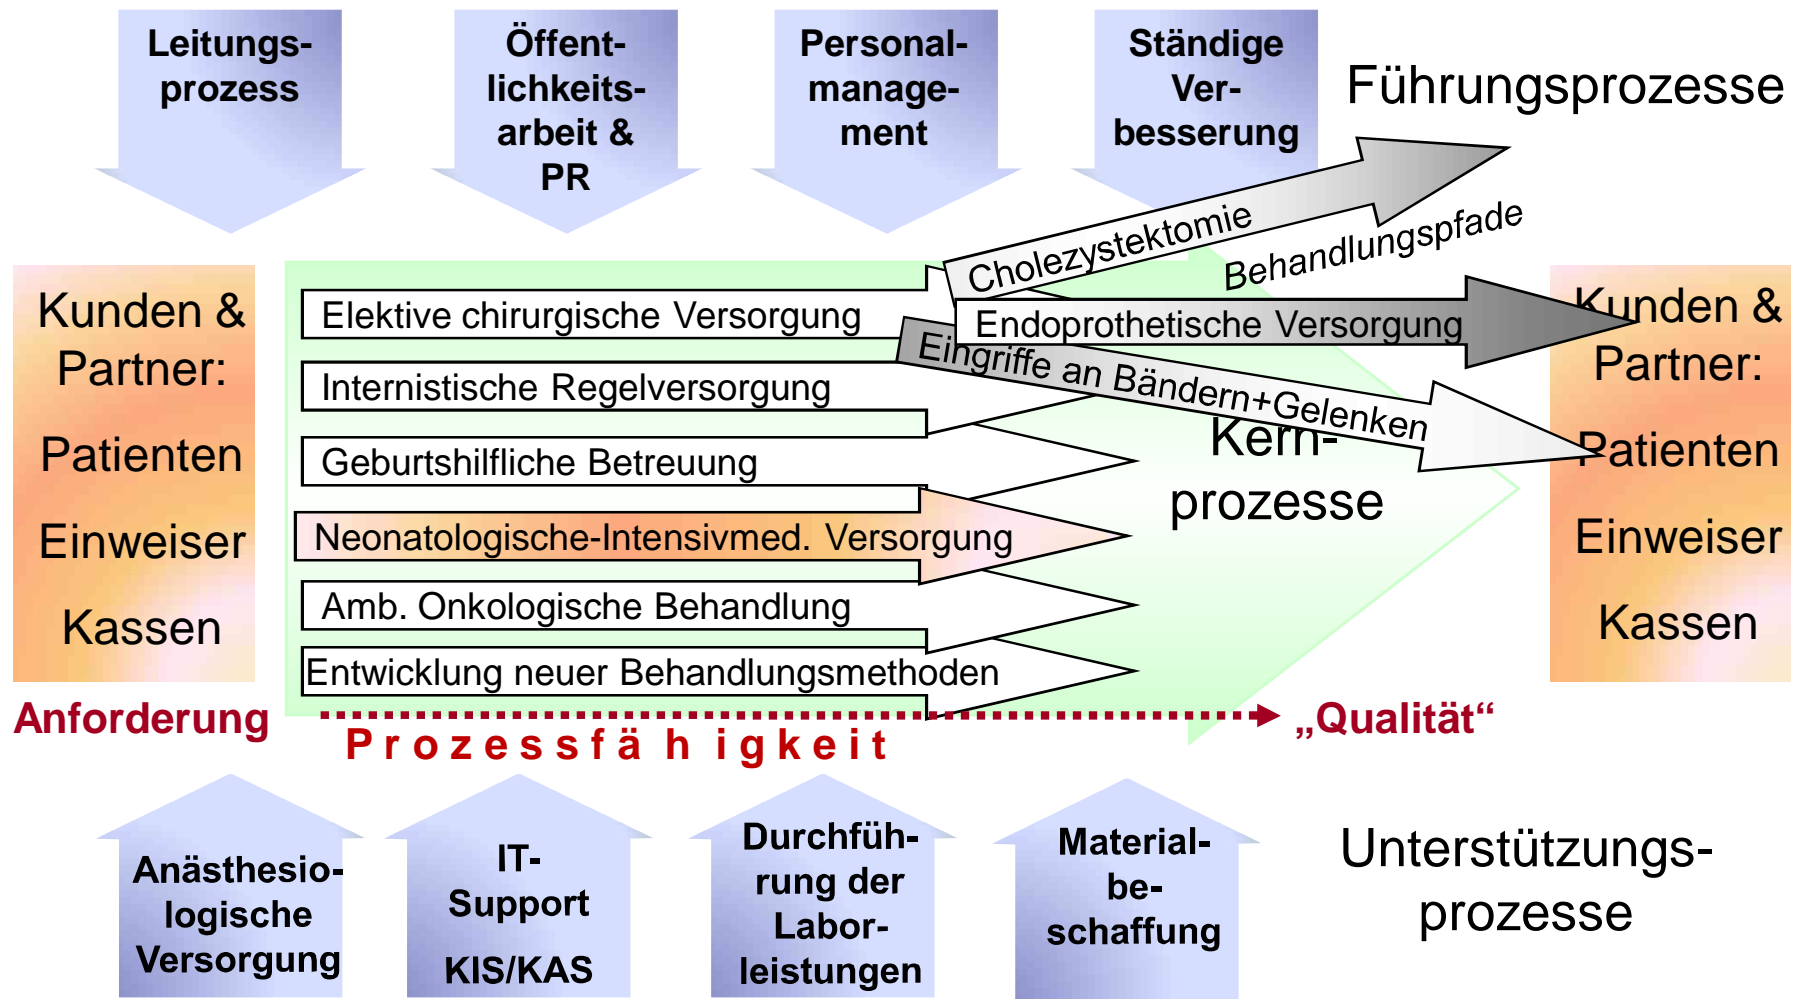 Leitungs-
prozess
Öffent-
lichkeits-
arbeit &
PR
Personal-
manage-
ment
Ständige
Ver-
besserung
Führungsprozesse
Kunden &
Partner:
Patienten
Einweiser
Kassen
Elektive chirurgische Versorgung
Internistische Regelversorgung
Geburtshilfliche Betreuung
Neonatologische-Intensivmed. Versorgung
Amb. Onkologische Behandlung
Entwicklung neuer Behandlungsmethoden
Cholezystektomie
Behandlungspfade
Endoprothetische Versorgung
Eingriffe an Bändern+Gelenken
Kern-
prozesse
Kunden &
Partner:
Patienten
Einweiser
Kassen
Anforderung
„Qualität“
Prozessfähigkeit
Anästhesio-
logische
Versorgung
IT-
Support
KIS/KAS
Durchfüh-
rung der
Labor-
leistungen
Material-
be-
schaffung
Unterstützungs-
prozesse